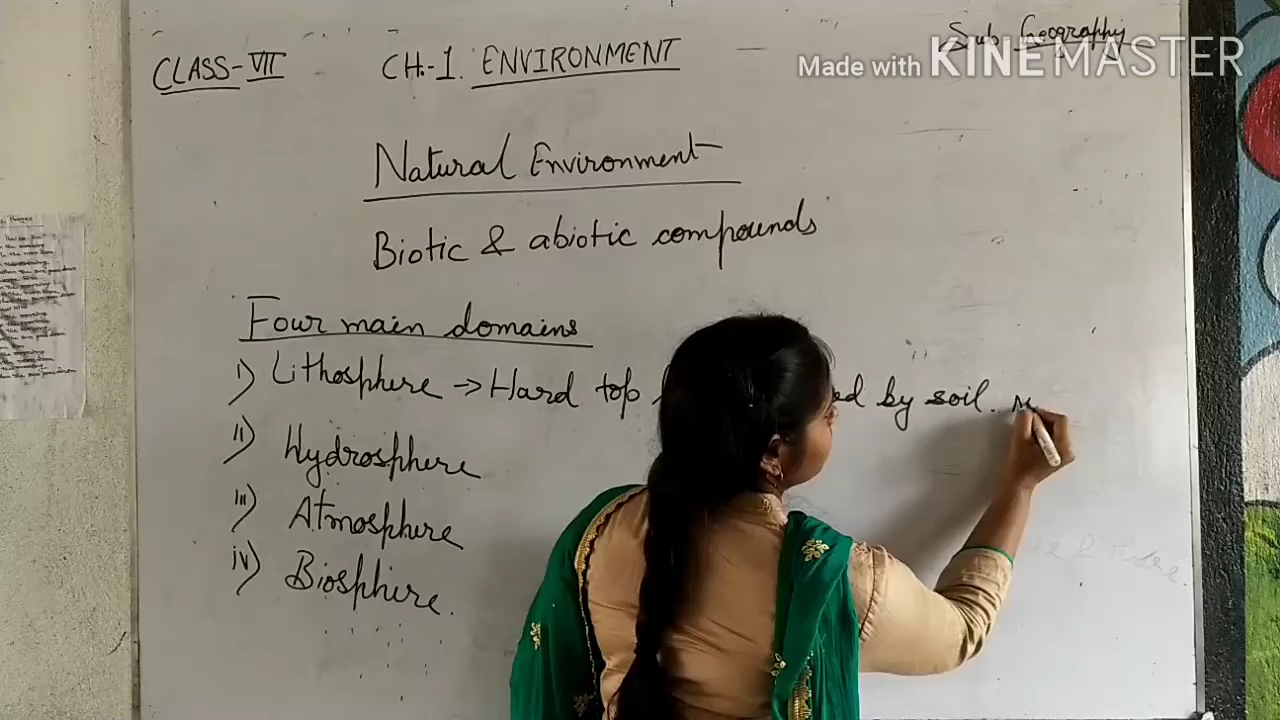 Sub Geography
Made with KINEMASTER
CLASS-VII CH.-1. ENVIRONMENT
Natural Environment
Biotic & abiotic compounds
Four main domains
i) Lithosphere → Hard top by soil.
ii) Hydrosphere
iii) Atmosphere
iv) Biosphire.